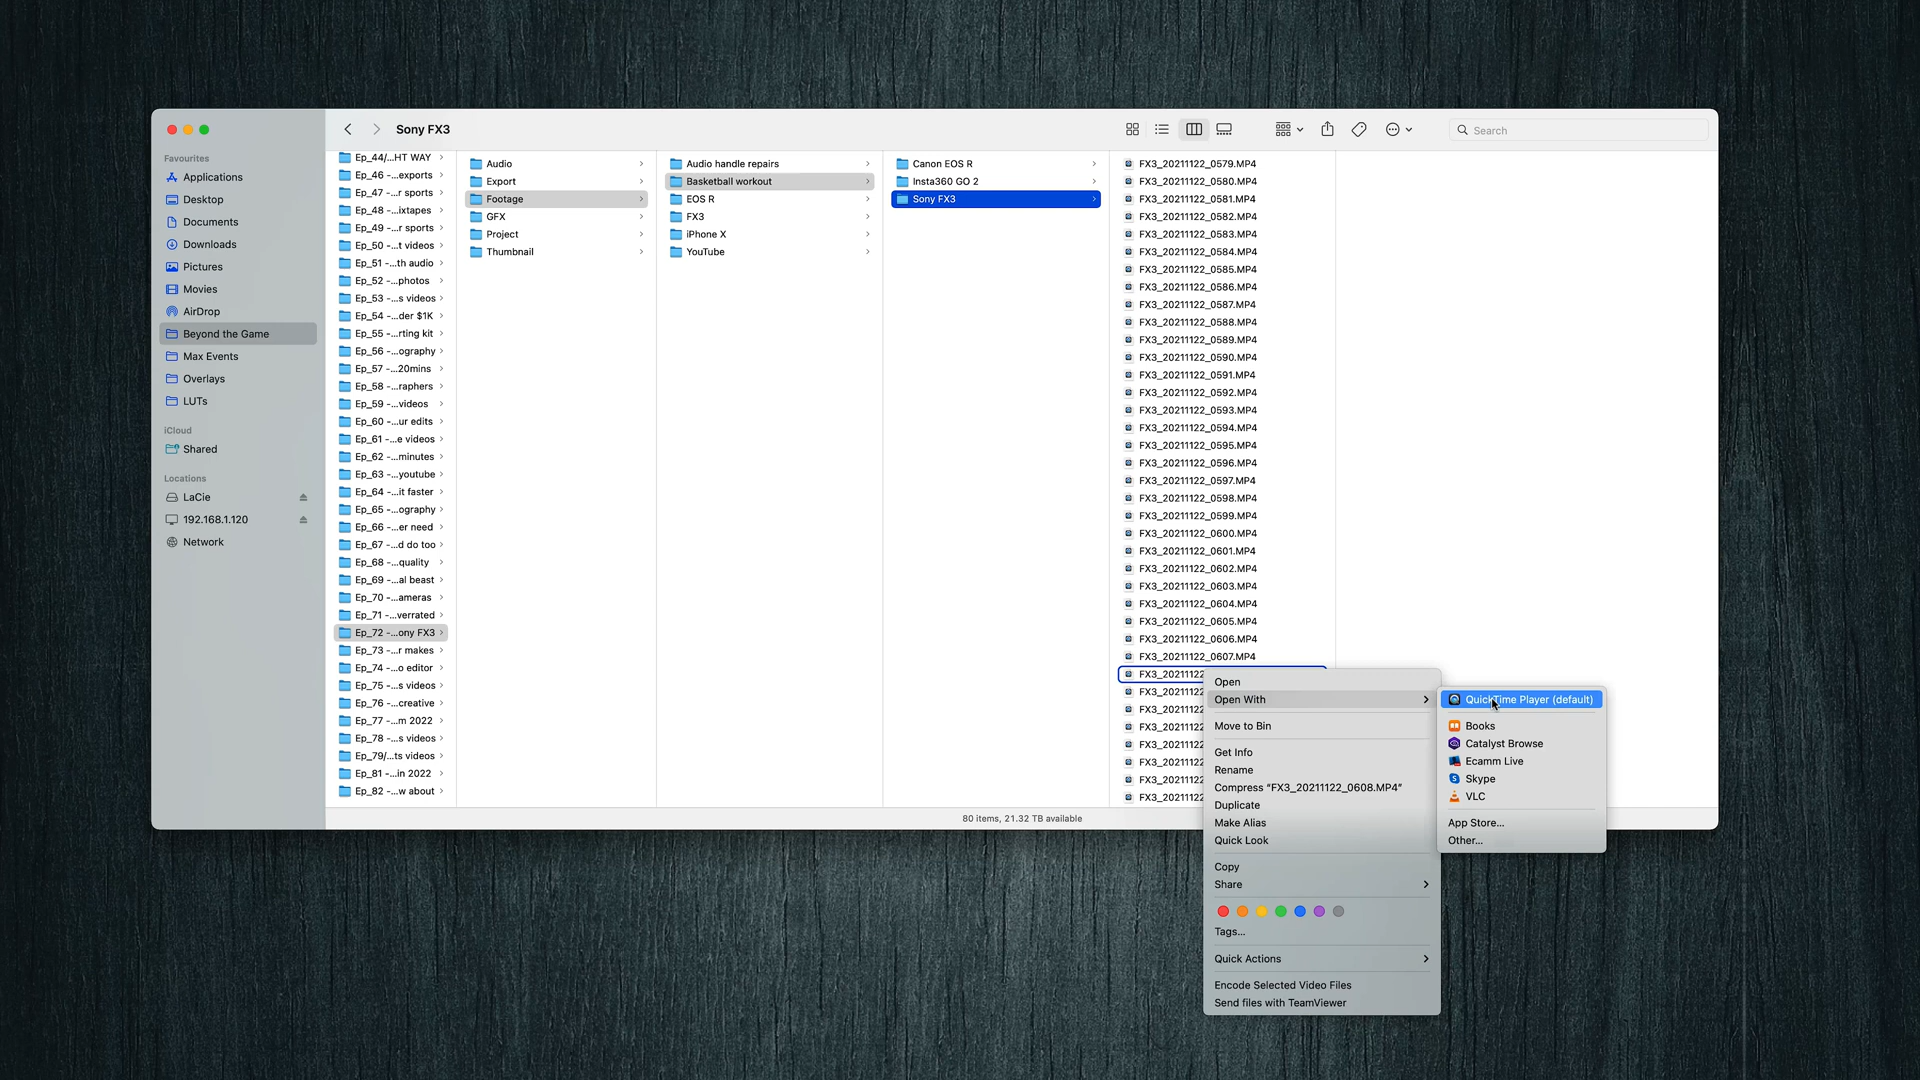 Sony FX3
Search
Favourites
Applications
Desktop
Documents
Downloads
Pictures
Movies
AirDrop
Beyond the Game
Max Events
Overlays
LUTs
iCloud
Shared
Locations
LaCie
192.168.1.120
Network
Ep_44/...HT WAY
Ep_46 -...exports
Ep_47 -...r sports
Ep_48 -...ixtapes
Ep_49 -...r sports
Ep_50 -...t videos
Ep_51 -...th audio
Ep_52 -...photos
Ep_53 -...s videos
Ep_54 -...der $1K
Ep_55 -...rting kit
Ep_56 -...ography
Ep_57 -...20mins
Ep_58 -...raphers
Ep_59 -...videos
Ep_60 -...ur edits
Ep_61 -...e videos
Ep_62 -...minutes
Ep_63 -...youtube
Ep_64 -...it faster
Ep_65 -...ography
Ep_66 -...er need
Ep_67 -...d do too
Ep_68 -...quality
Ep_69 -...al beast
Ep_70 -...ameras
Ep_71 -...verrated
Ep_72 -...ony FX3
Ep_73 -...r makes
Ep_74 -...o editor
Ep_75 -...s videos
Ep_76 -...creative
Ep_77 -...m 2022
Ep_78 -...s videos
Ep_79/...ts videos
Ep_81 -...in 2022
Ep_82 -...w about
Audio
Export
Footage
GFX
Project
Thumbnail
Audio handle repairs
Basketball workout
EOS R
FX3
iPhone X
YouTube
Canon EOS R
Insta360 GO 2
Sony FX3
FX3_20211122_0579.MP4
FX3_20211122_0580.MP4
FX3_20211122_0581.MP4
FX3_20211122_0582.MP4
FX3_20211122_0583.MP4
FX3_20211122_0584.MP4
FX3_20211122_0585.MP4
FX3_20211122_0586.MP4
FX3_20211122_0587.MP4
FX3_20211122_0588.MP4
FX3_20211122_0589.MP4
FX3_20211122_0590.MP4
FX3_20211122_0591.MP4
FX3_20211122_0592.MP4
FX3_20211122_0593.MP4
FX3_20211122_0594.MP4
FX3_20211122_0595.MP4
FX3_20211122_0596.MP4
FX3_20211122_0597.MP4
FX3_20211122_0598.MP4
FX3_20211122_0599.MP4
FX3_20211122_0600.MP4
FX3_20211122_0601.MP4
FX3_20211122_0602.MP4
FX3_20211122_0603.MP4
FX3_20211122_0604.MP4
FX3_20211122_0605.MP4
FX3_20211122_0606.MP4
FX3_20211122_0607.MP4
FX3_20211122
FX3_20211122
FX3_20211122
FX3_20211122
FX3_20211122
FX3_20211122
FX3_20211122
FX3_20211122
80 items, 21.32 TB available
Open
Open With
Move to Bin
Get Info
Rename
Compress “FX3_20211122_0608.MP4”
Duplicate
Make Alias
Quick Look
Copy
Share
Tags...
Quick Actions
Encode Selected Video Files
Send files with TeamViewer
QuickTime Player (default)
Books
Catalyst Browse
Ecamm Live
Skype
VLC
App Store...
Other...